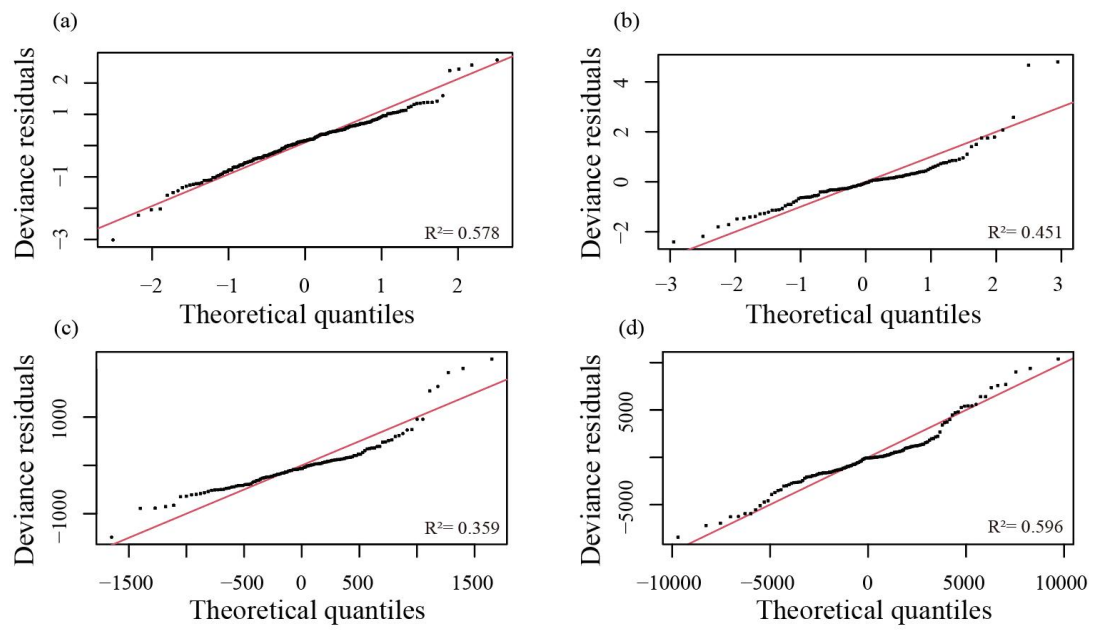 (a)
Deviance residuals
2
1
−1
−3
R²= 0.578
−2
−1
0
1
2
Theoretical quantiles
(b)
Deviance residuals
4
2
0
−2
R²= 0.451
−3
−2
−1
0
1
2
3
Theoretical quantiles
(c)
Deviance residuals
1000
−1000
R²= 0.359
−1500
−500
0
500
1500
Theoretical quantiles
(d)
Deviance residuals
5000
−5000
R²= 0.596
−10000
−5000
0
5000
10000
Theoretical quantiles